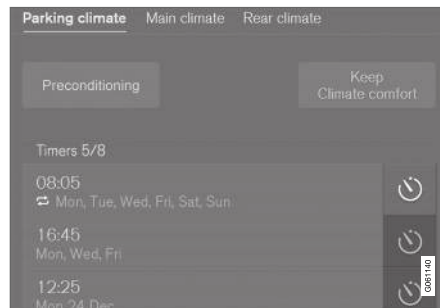 Parking climate Main climate Rear climate
Preconditioning
Keep
Climate comfort
Timers 5/8
08:05
Mon, Tue, Wed, Fri, Sat, Sun
16:45
Mon, Wed, Fri
12:25
Mon 24 Dec
G061140